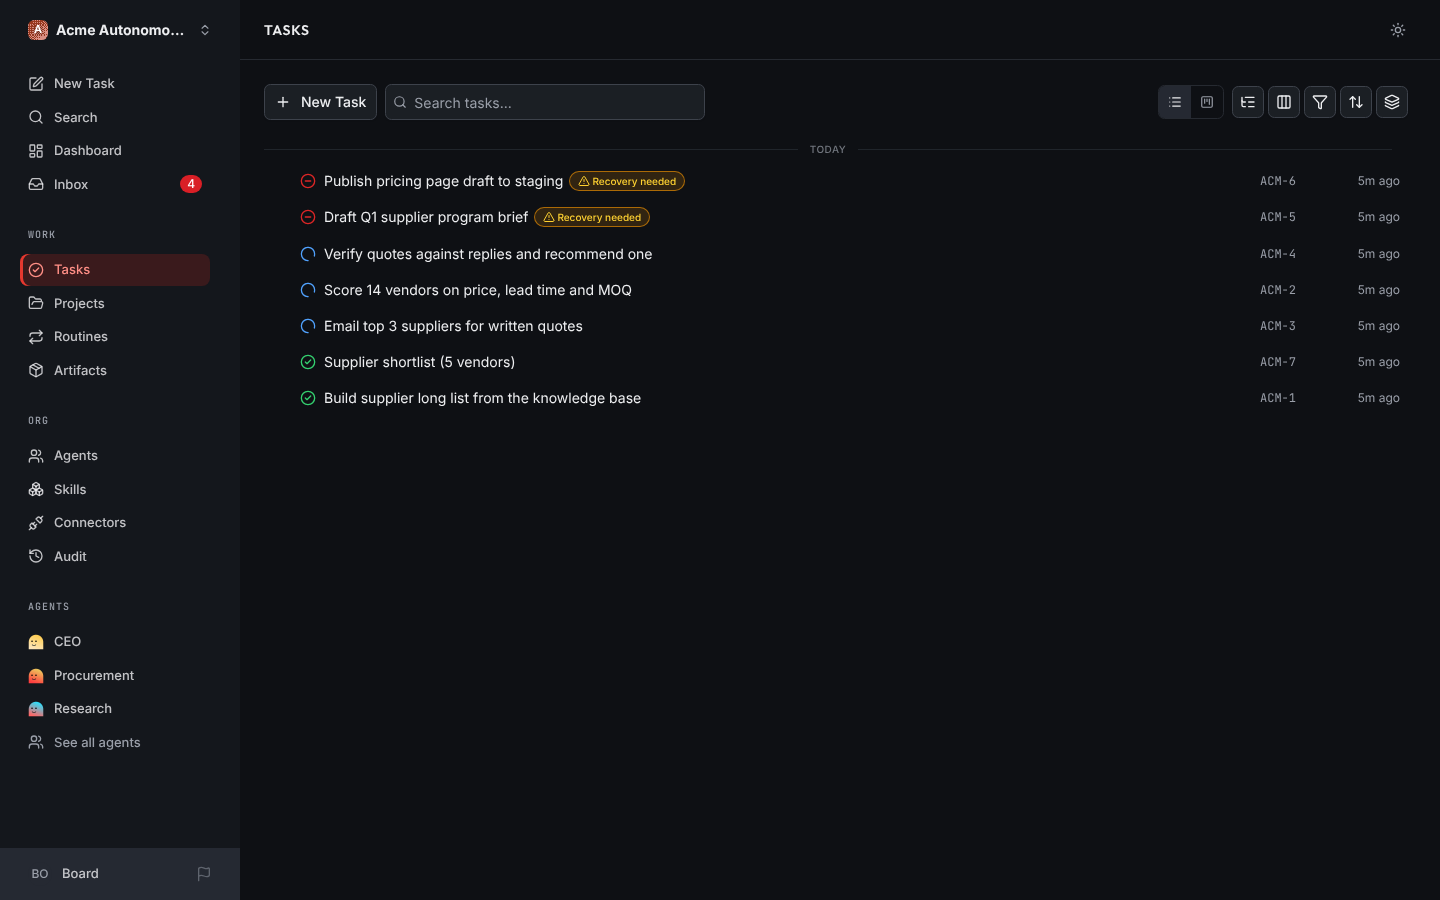 A Acme Autonomo...
TASKS
New Task
Search
Dashboard
Inbox 4
WORK
Tasks
Projects
Routines
Artifacts
ORG
Agents
Skills
Connectors
Audit
AGENTS
CEO
Procurement
Research
See all agents
BO Board
New Task
Search tasks...
TODAY
Publish pricing page draft to staging Recovery needed ACM-6 5m ago
Draft Q1 supplier program brief Recovery needed ACM-5 5m ago
Verify quotes against replies and recommend one ACM-4 5m ago
Score 14 vendors on price, lead time and MOQ ACM-2 5m ago
Email top 3 suppliers for written quotes ACM-3 5m ago
Supplier shortlist (5 vendors) ACM-7 5m ago
Build supplier long list from the knowledge base ACM-1 5m ago